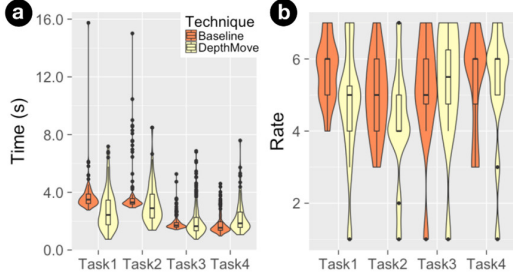 a
b
Technique
Baseline
DepthMove
Time (s)
16.0
12.0
8.0
4.0
0.0
Task1 Task2 Task3 Task4
Rate
6
4
2
Task1 Task2 Task3 Task4